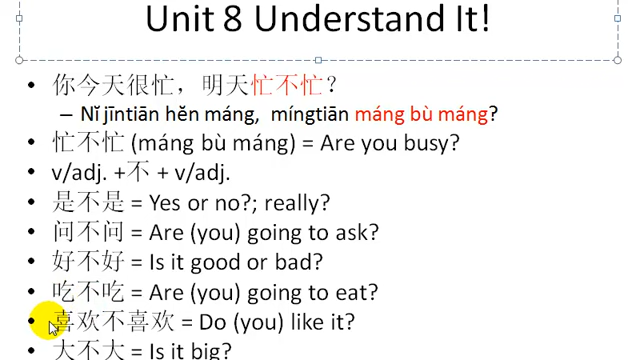 Unit 8 Understand It!
• 你今天很忙，明天忙不忙？
– Nǐ jīntiān hěn máng, míngtiān máng bù máng?
• 忙不忙 (máng bù máng) = Are you busy?
• v/adj. +不 + v/adj.
• 是不是 = Yes or no?; really?
• 问不问 = Are (you) going to ask?
• 好不好 = Is it good or bad?
• 吃不吃 = Are (you) going to eat?
• 喜欢不喜欢 = Do (you) like it?
• 大不大 = Is it big?